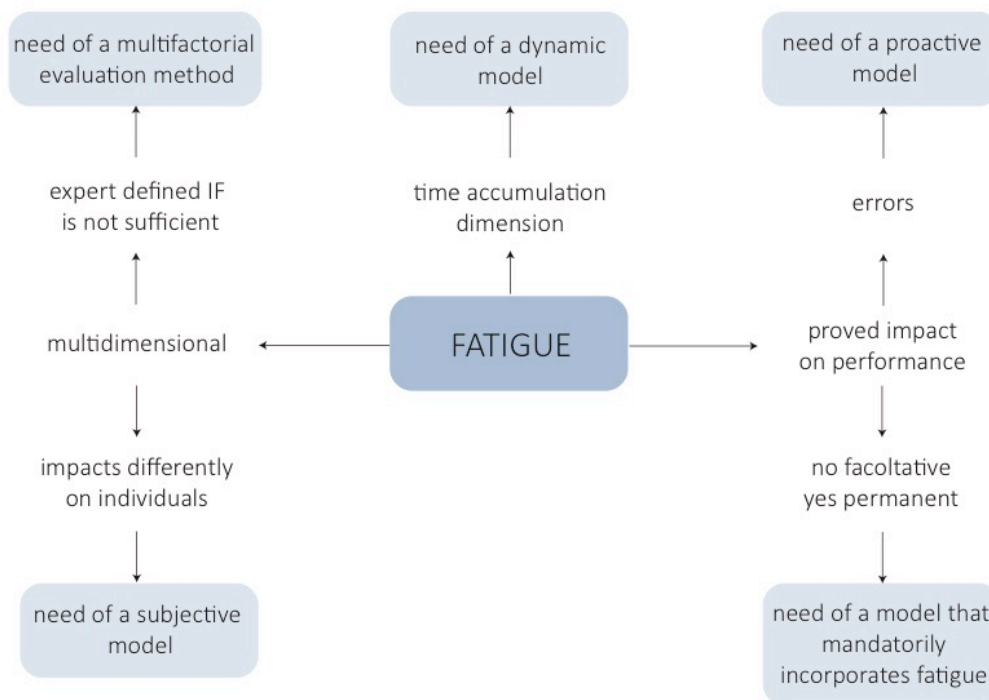 need of a multifactorial
evaluation method
need of a dynamic
model
need of a proactive
model
expert defined IF
is not sufficient
time accumulation
dimension
errors
multidimensional
FATIGUE
proved impact
on performance
impacts differently
on individuals
no facoltative
yes permanent
need of a subjective
model
need of a model that
mandatorily
incorporates fatigue